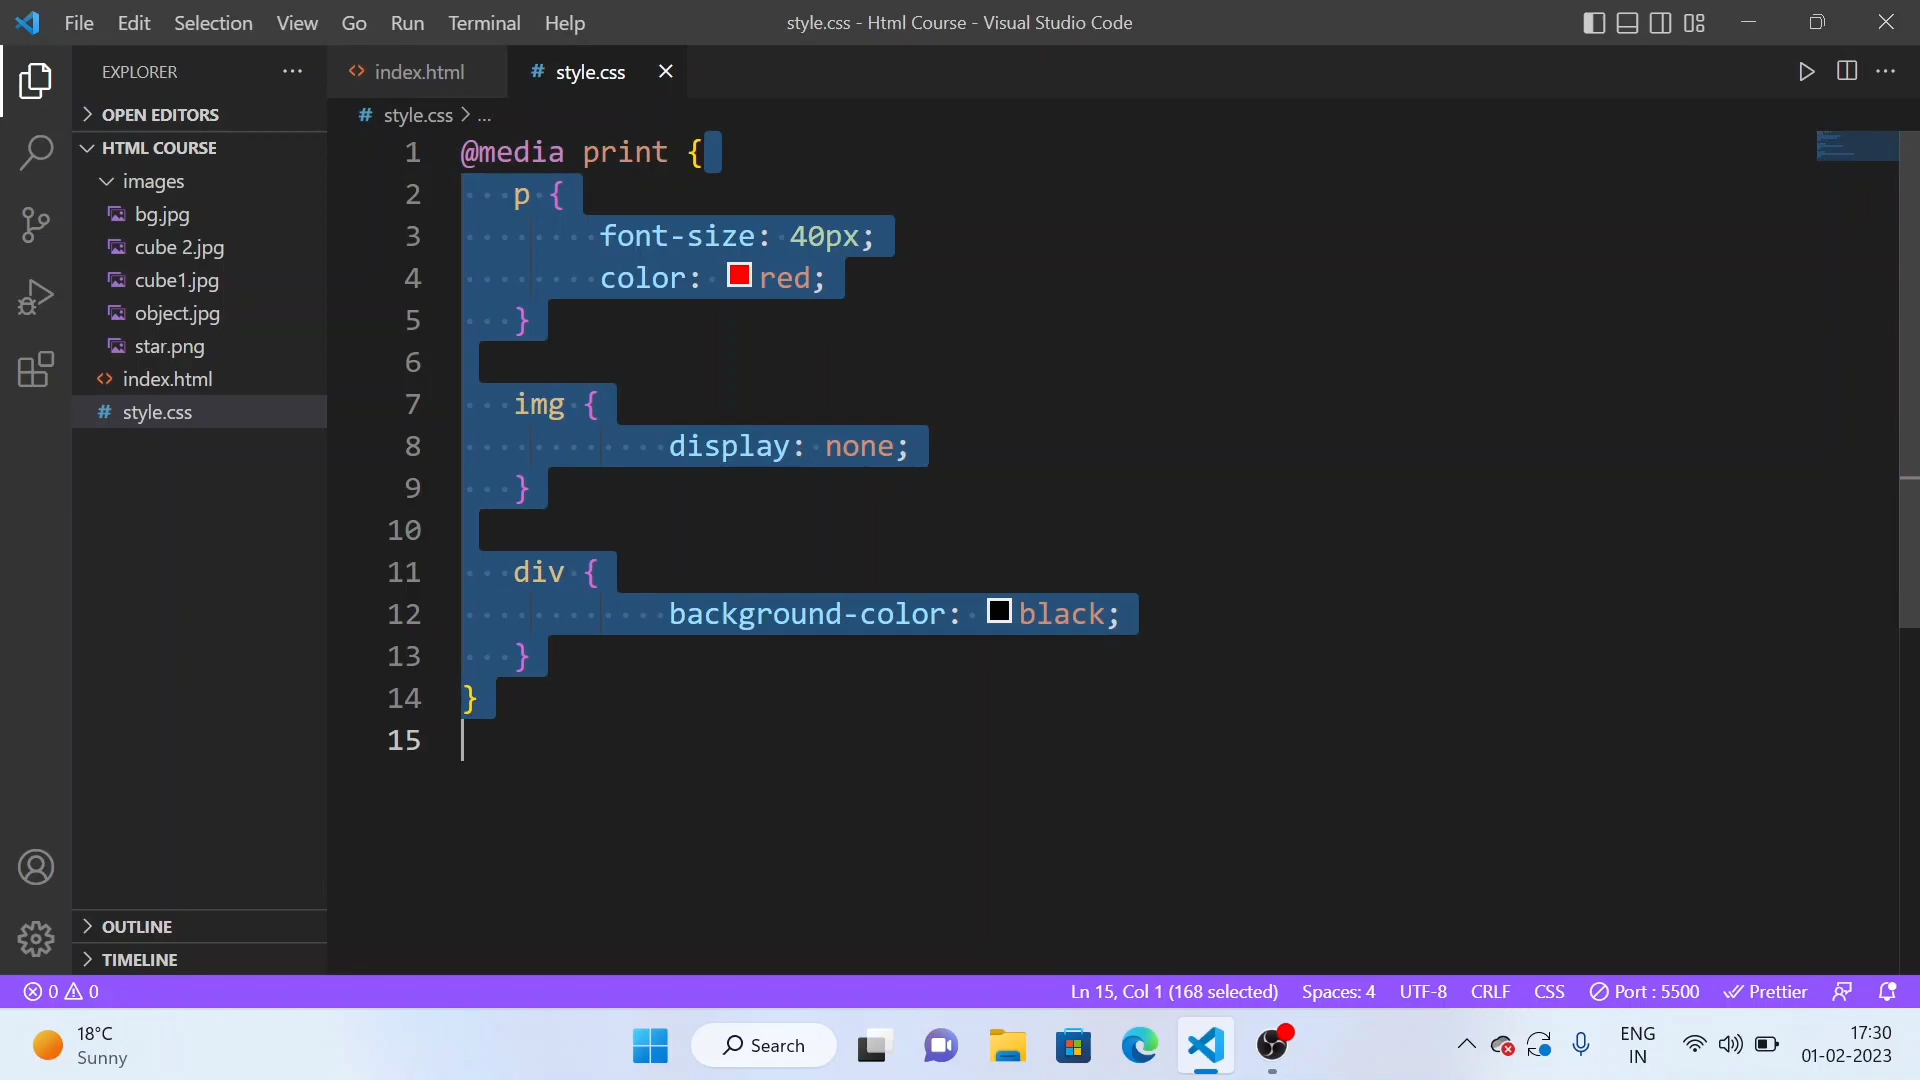 File Edit Selection View Go Run Terminal Help
style.css - Html Course - Visual Studio Code
EXPLORER
OPEN EDITORS
HTML COURSE
images
bg.jpg
cube 2.jpg
cube1.jpg
object.jpg
star.png
index.html
style.css
OUTLINE
TIMELINE
index.html
style.css
style.css > ...
1 @media print {
2 p {
3 font-size: 40px;
4 color: red;
5 }
6
7 img {
8 display: none;
9 }
10
11 div {
12 background-color: black;
13 }
14 }
15
0 0
Ln 15, Col 1 (168 selected) Spaces: 4 UTF-8 CRLF CSS Port : 5500 Prettier
18°C
Sunny
Search
ENG
IN
17:30
01-02-2023